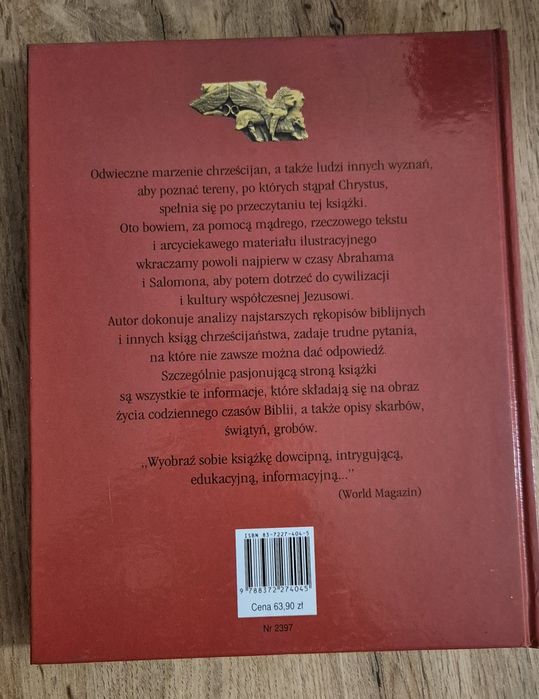 Odwieczne marzenie chrześcijan, a także ludzi innych wyznań,
aby poznać tereny, po których stąpał Chrystus,
spełnia się po przeczytaniu tej książki.
Oto bowiem, za pomocą mądrego, rzeczowego tekstu
i arcyciekawego materiału ilustracyjnego
wkraczamy powoli najpierw w czasy Abrahama
i Salomona, aby potem dotrzeć do cywilizacji
i kultury współczesnej Jezusowi.
Autor dokonuje analizy najstarszych rękopisów biblijnych
i innych ksiąg chrześcijaństwa, zadaje trudne pytania,
na które nie zawsze można dać odpowiedź.
Szczególnie pasjonującą stroną książki
są wszystkie te informacje, które składają się na obraz
życia codziennego czasów Biblii, a także opisy skarbów,
świątyń, grobów.
„Wyobraź sobie książkę dowcipną, intrygującą,
edukacyjną, informacyjną...”
(World Magazin)
ISBN 83-7227-404-5
9 788372 274045
Cena 63,90 zł
Nr 2397